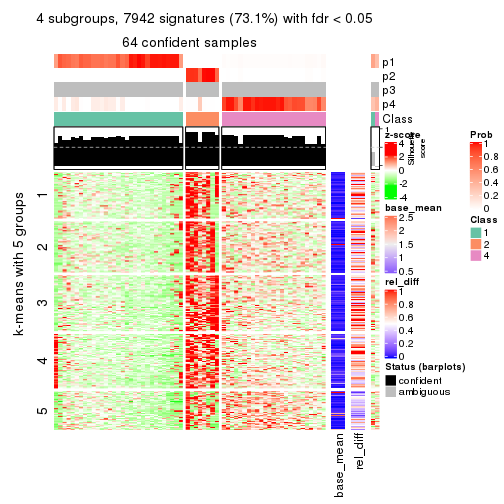 4 subgroups, 7942 signatures (73.1%) with fdr < 0.05
64 confident samples
p1
p2
p3
p4
Class
1
Silhouette
score
k-means with 5 groups
1
2
3
4
5
base_mean
rel_diff
z-score
4
2
0
-2
-4
base_mean
2.5
2
1.5
1
0.5
rel_diff
1
0.8
0.6
0.4
0.2
0
Status (barplots)
confident
ambiguous
Prob
1
0.8
0.6
0.4
0.2
0
Class
1
2
4